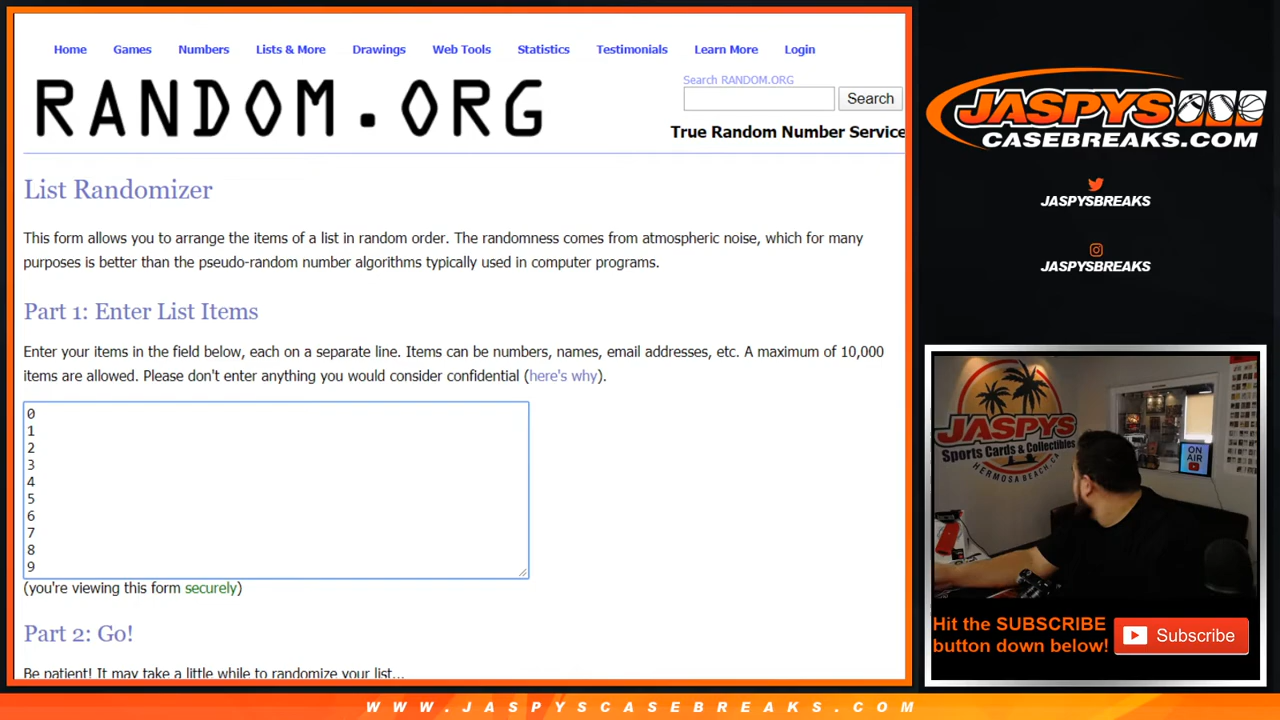 Home Games Numbers Lists & More Drawings Web Tools Statistics Testimonials Learn More Login
RANDOM.ORG
Search RANDOM.ORG
Search
True Random Number Service
List Randomizer
This form allows you to arrange the items of a list in random order. The randomness comes from atmospheric noise, which for many
purposes is better than the pseudo-random number algorithms typically used in computer programs.
Part 1: Enter List Items
Enter your items in the field below, each on a separate line. Items can be numbers, names, email addresses, etc. A maximum of 10,000
items are allowed. Please don't enter anything you would consider confidential (here's why).
0
1
2
3
4
5
6
7
8
9
(you're viewing this form securely)
Part 2: Go!
Be patient! It may take a little while to randomize your list...
JASPYS
CASEBREAKS.COM
JASPYSBREAKS
JASPYSBREAKS
JASPYS
Sports Cards & Collectibles
HERMOSA BEACH, CA
ON
AIR
Hit the SUBSCRIBE
button down below!
Subscribe
WWW.JASPYSCASEBREAKS.COM